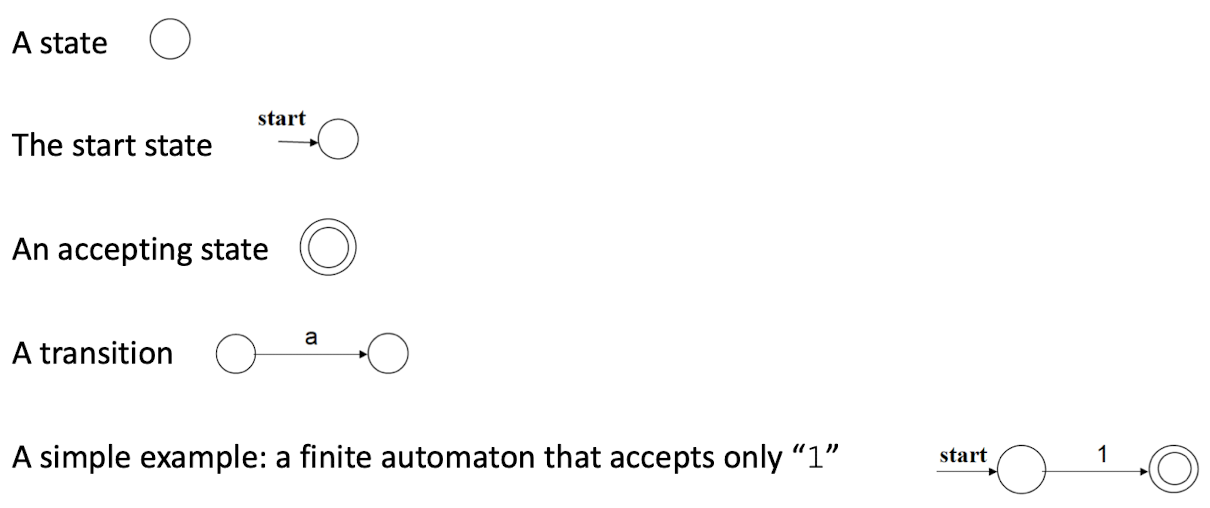 A state
start
The start state
An accepting state
a
A transition
A simple example: a finite automaton that accepts only “1”
start
1